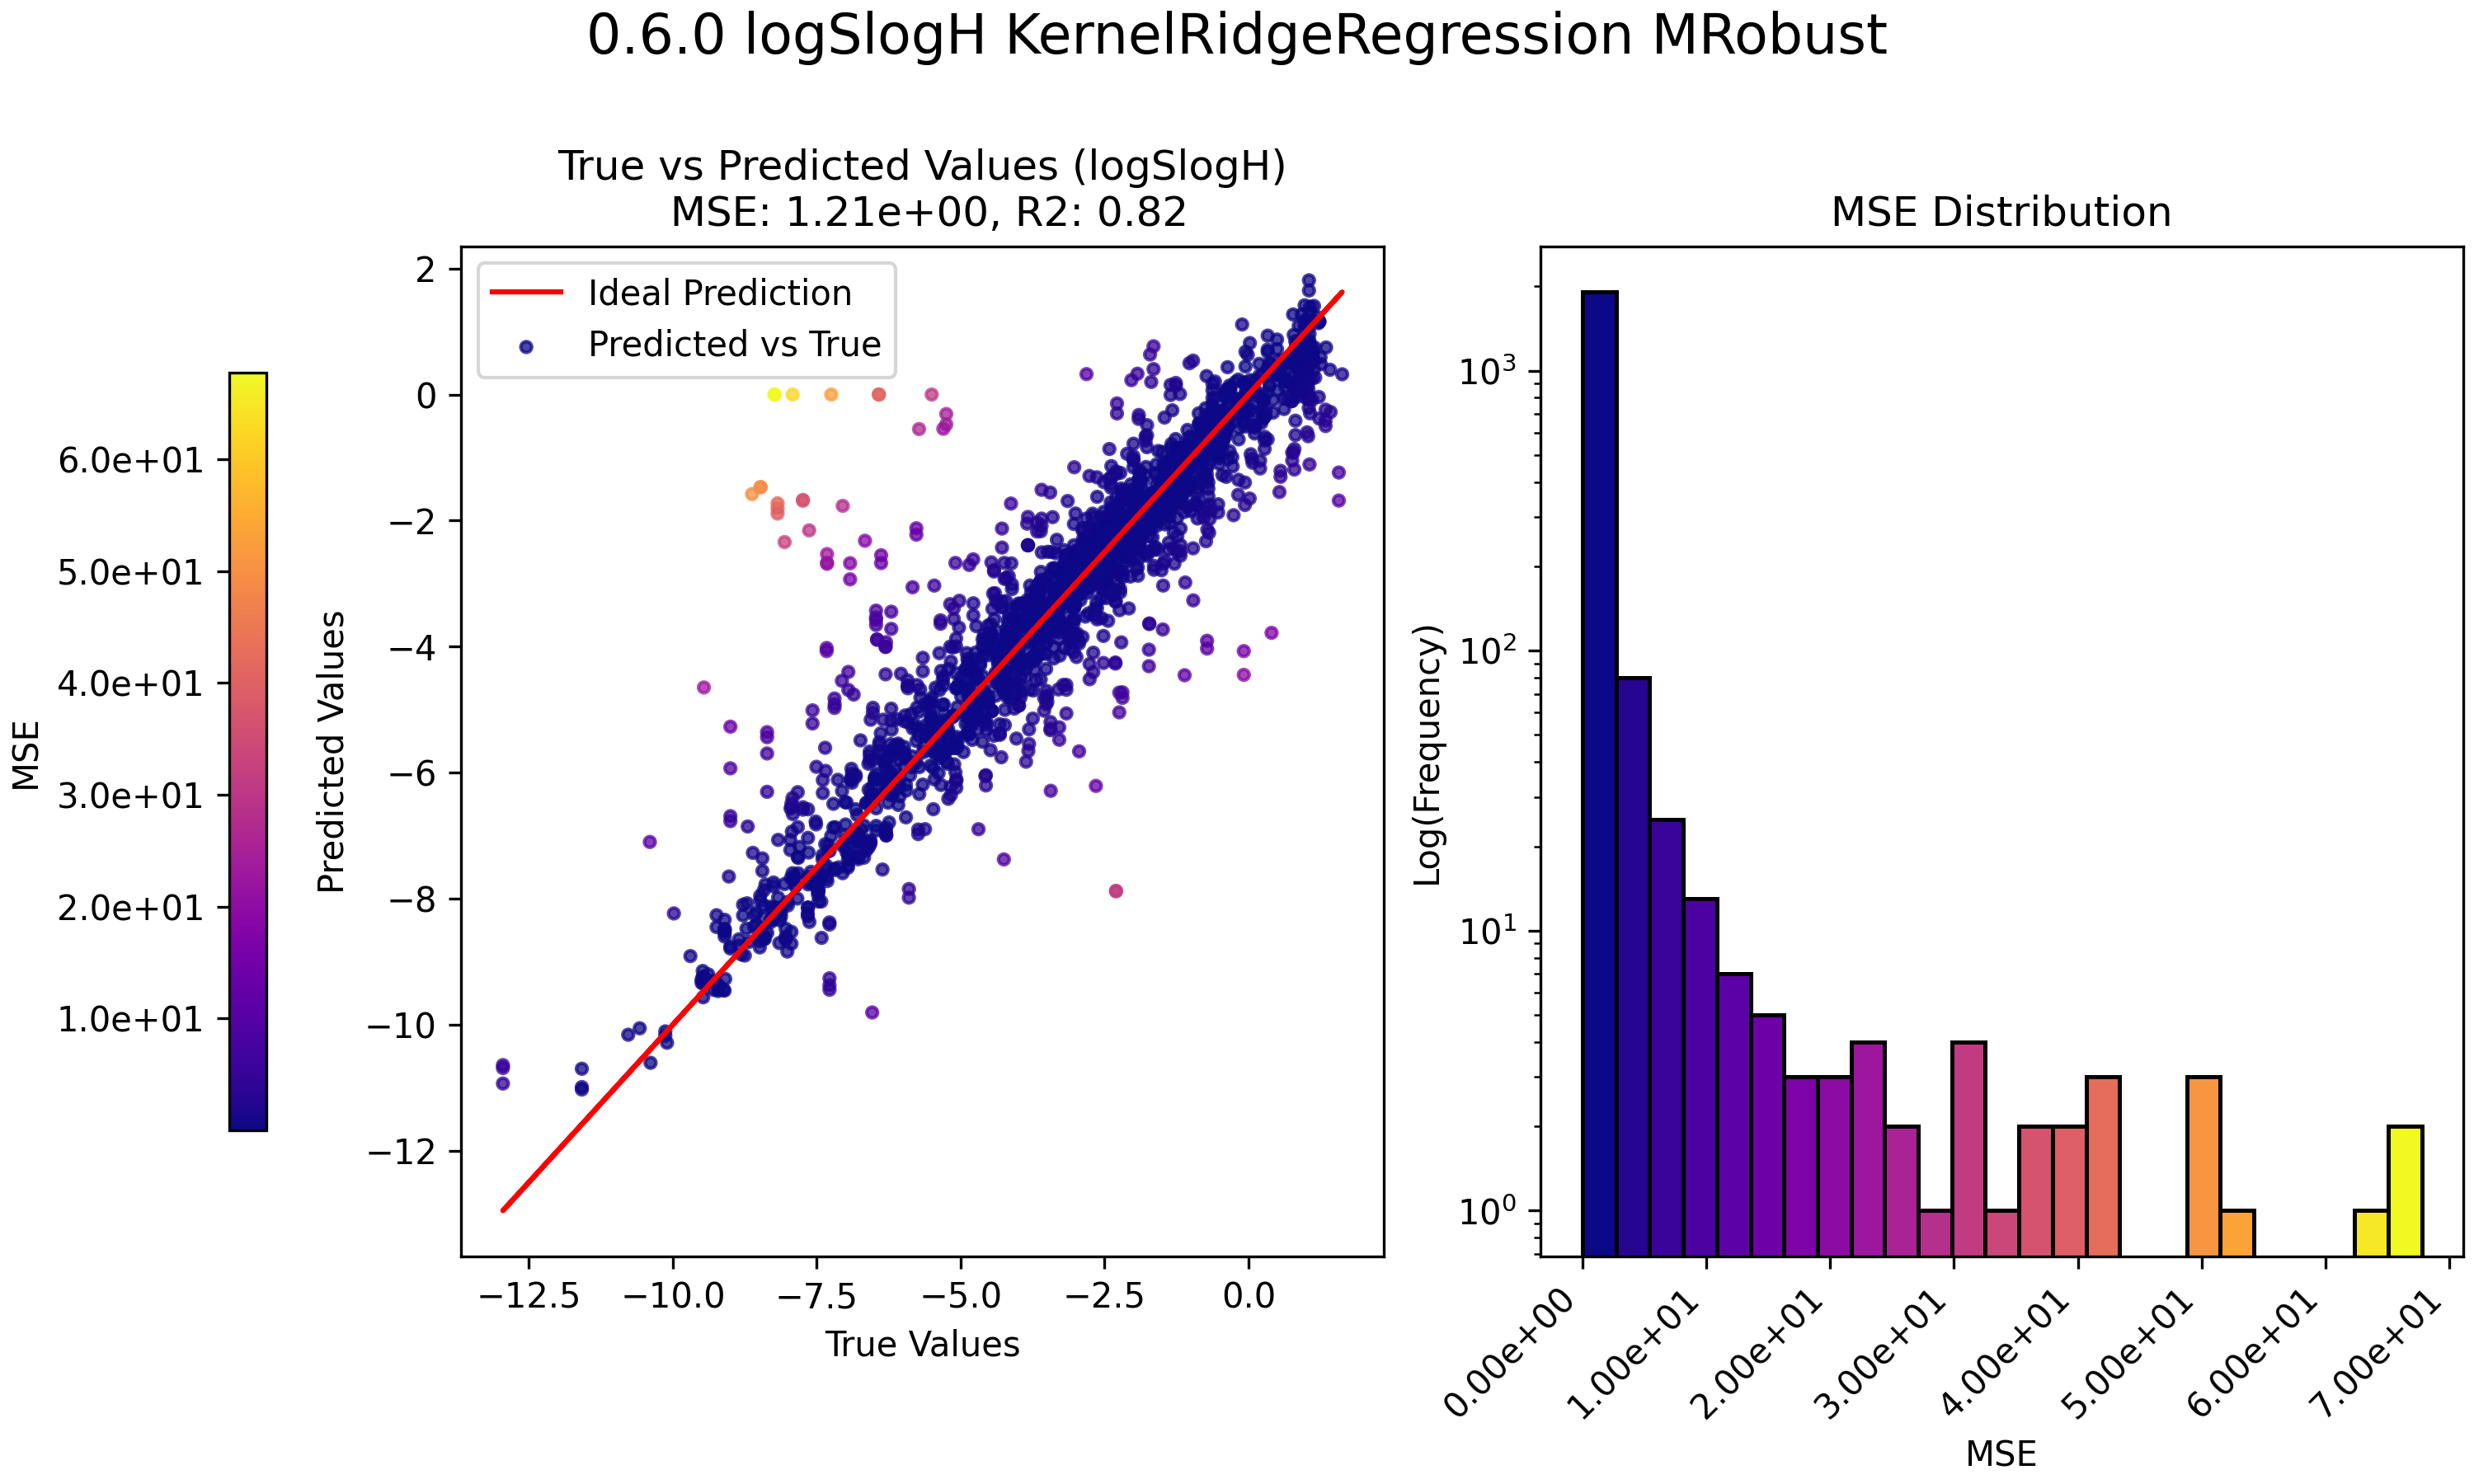 0.6.0 logSlogH KernelRidgeRegression MRobust
MSE
6.0e+01
5.0e+01
4.0e+01
3.0e+01
2.0e+01
1.0e+01
True vs Predicted Values (logSlogH)
MSE: 1.21e+00, R2: 0.82
Ideal Prediction
Predicted vs True
Predicted Values
2
0
−2
−4
−6
−8
−10
−12
−12.5
−10.0
−7.5
−5.0
−2.5
0.0
True Values
MSE Distribution
Log(Frequency)
10³
10²
10¹
10⁰
0.00e+00
1.00e+01
2.00e+01
3.00e+01
4.00e+01
5.00e+01
6.00e+01
7.00e+01
MSE